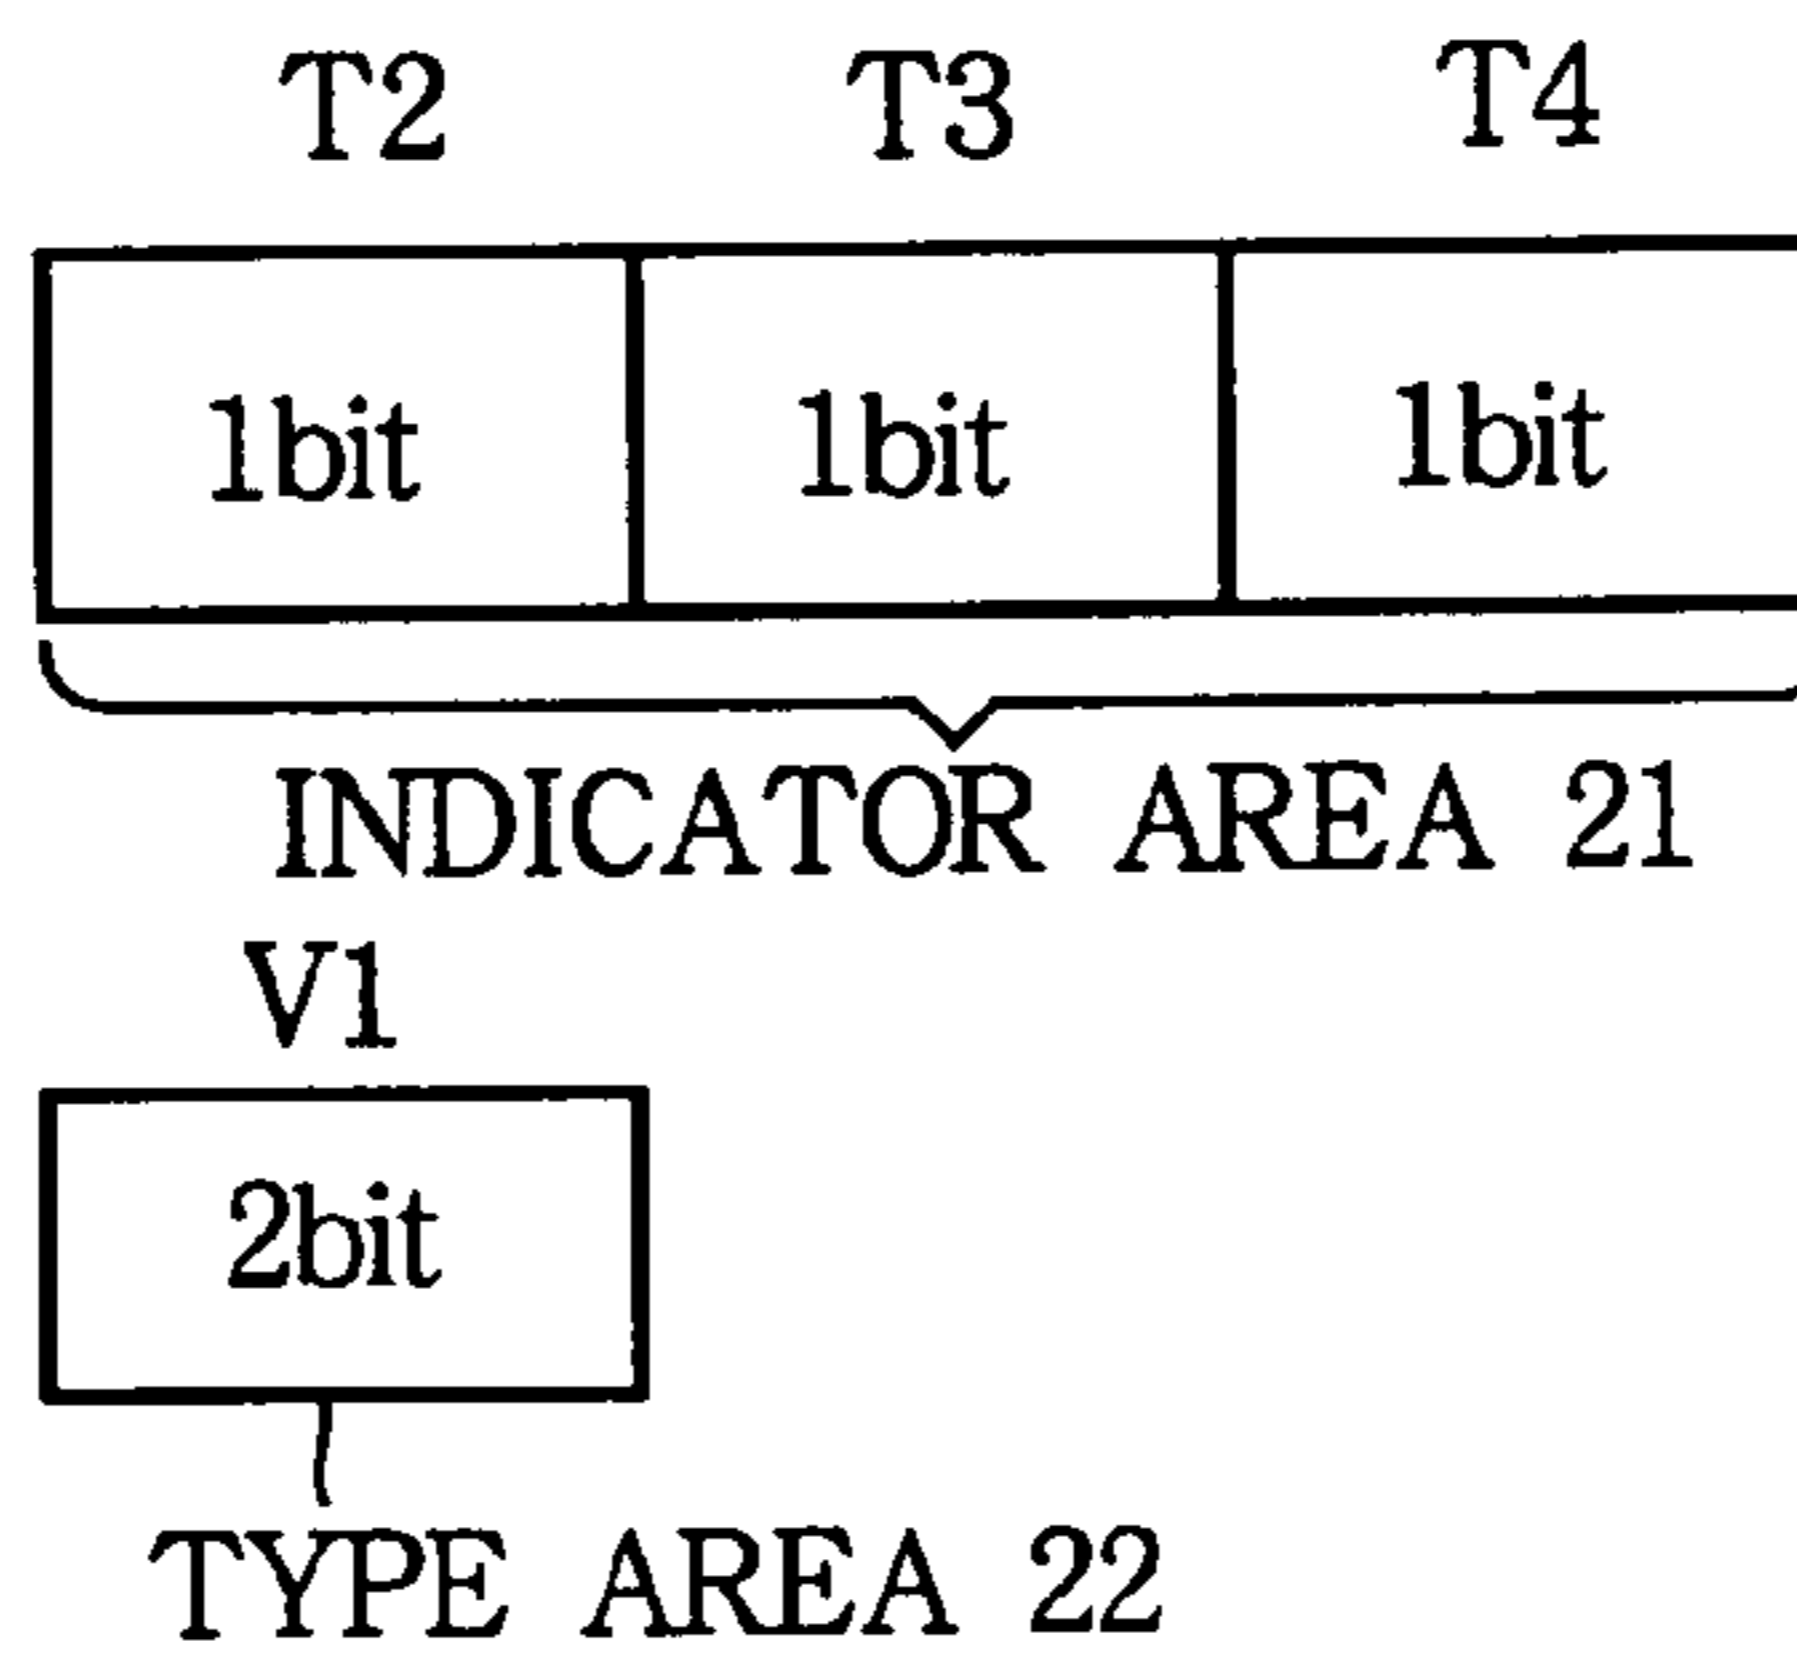 T2 T3 T4
1bit 1bit 1bit
INDICATOR AREA 21
V1
2bit
TYPE AREA 22